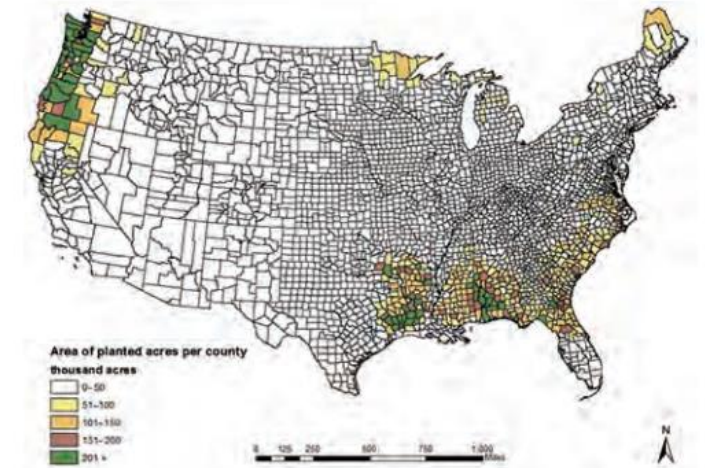 Area of planted acres per county
thousand acres
0–50
51–100
101–150
151–200
201 +
0 125 250 500 750 1,000
Miles
N